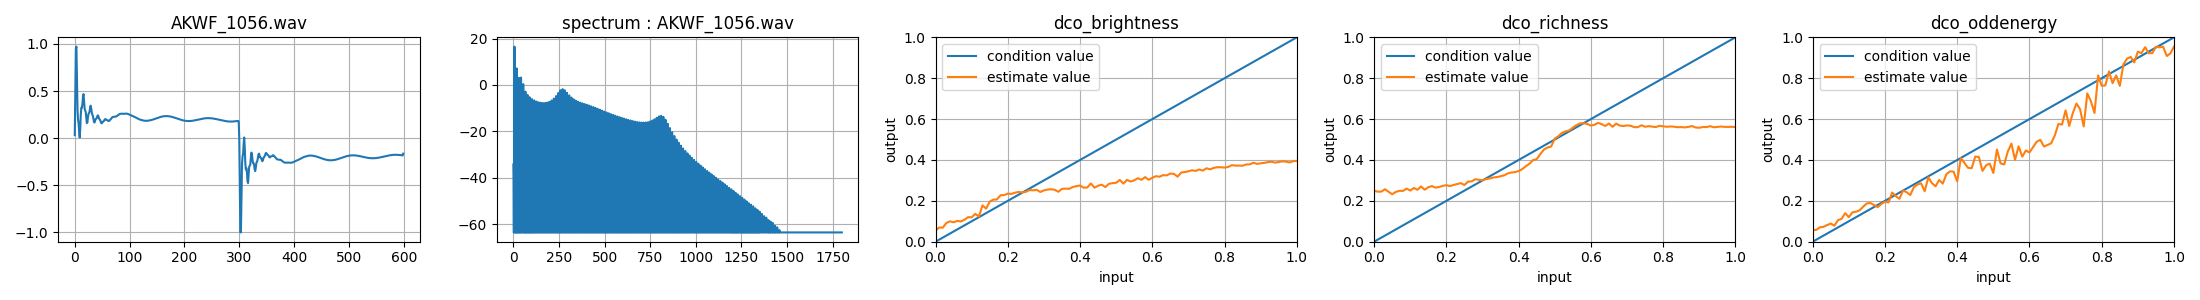 AKWF_1056.wav
1.0
0.5
0.0
−0.5
−1.0
0 100 200 300 400 500 600
spectrum : AKWF_1056.wav
20
0
−20
−40
−60
0 250 500 750 1000 1250 1500 1750
dco_brightness
condition value
estimate value
output
1.0
0.8
0.6
0.4
0.2
0.0
0.0 0.2 0.4 0.6 0.8 1.0
input
dco_richness
condition value
estimate value
output
1.0
0.8
0.6
0.4
0.2
0.0
0.0 0.2 0.4 0.6 0.8 1.0
input
dco_oddenergy
condition value
estimate value
output
1.0
0.8
0.6
0.4
0.2
0.0
0.0 0.2 0.4 0.6 0.8 1.0
input